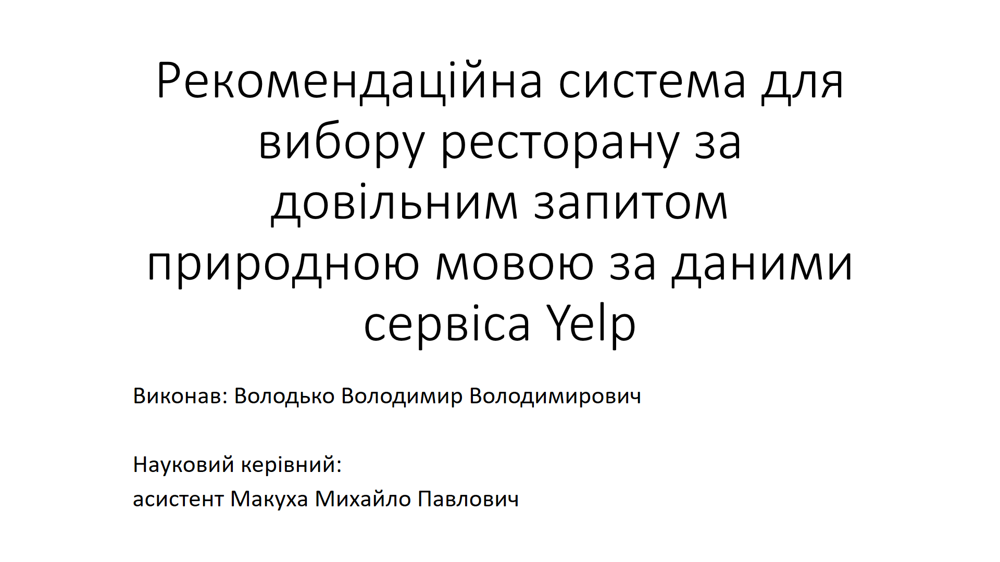 Рекомендаційна система для
вибору ресторану за
довільним запитом
природною мовою за даними
сервіса Yelp
Виконав: Володько Володимир Володимирович
Науковий керівний:
асистент Макуха Михайло Павлович